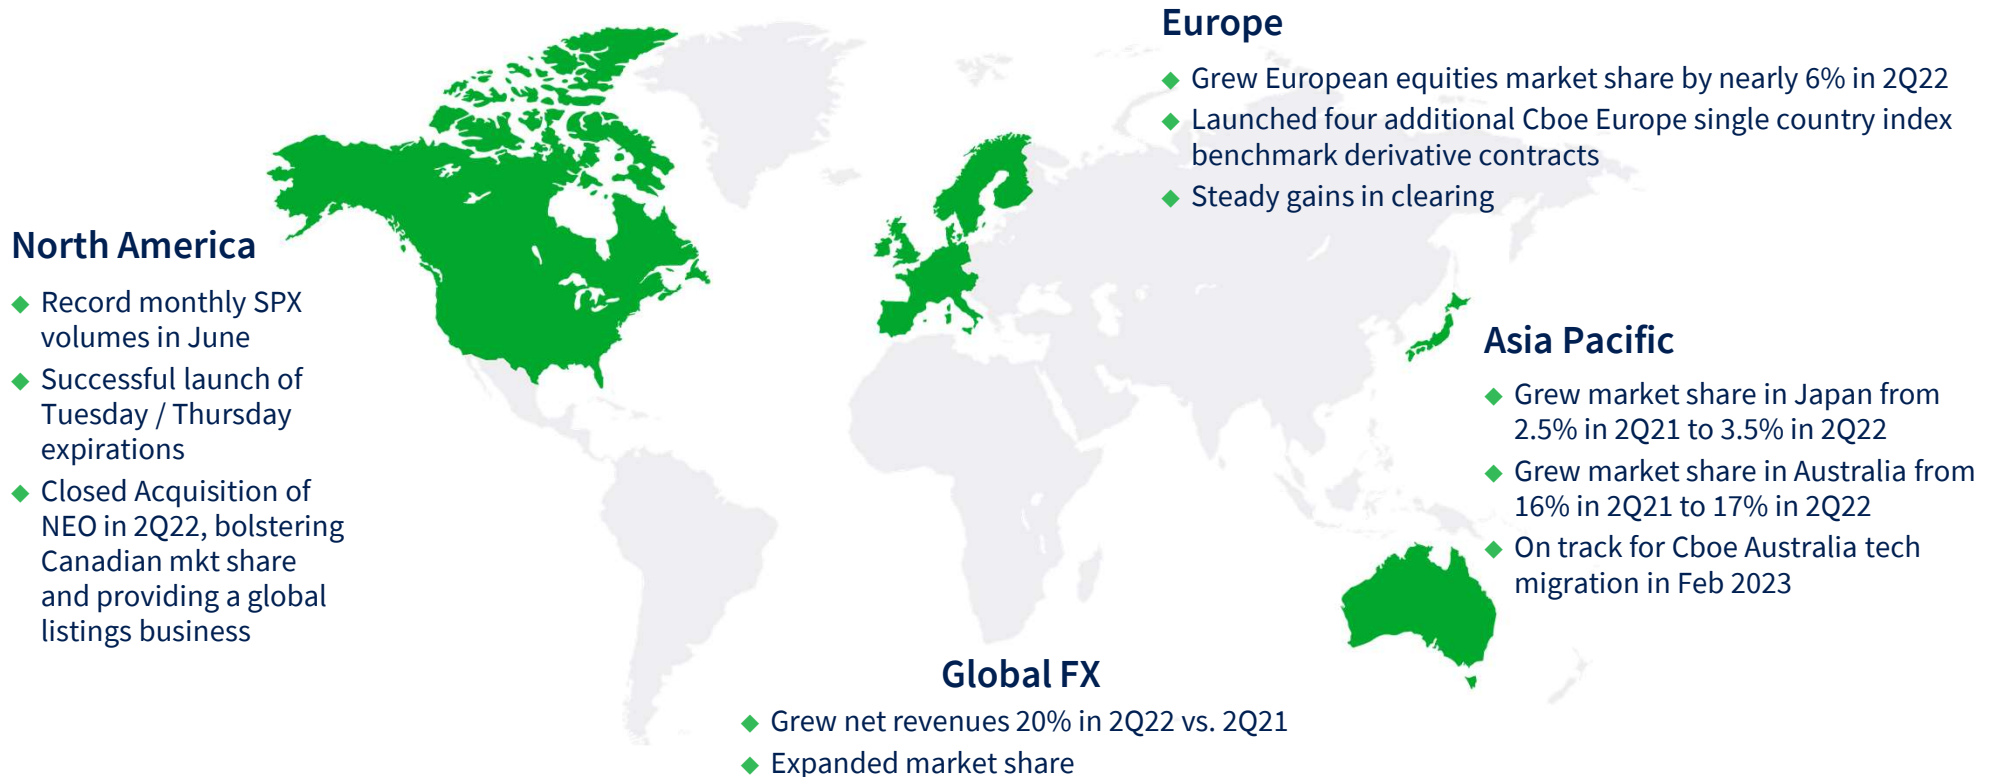 Europe
◆ Grew European equities market share by nearly 6% in 2Q22
◆ Launched four additional Cboe Europe single country index
benchmark derivative contracts
◆ Steady gains in clearing
North America
◆ Record monthly SPX
volumes in June
◆ Successful launch of
Tuesday / Thursday
expirations
◆ Closed Acquisition of
NEO in 2Q22, bolstering
Canadian mkt share
and providing a global
listings business
Asia Pacific
◆ Grew market share in Japan from
2.5% in 2Q21 to 3.5% in 2Q22
◆ Grew market share in Australia from
16% in 2Q21 to 17% in 2Q22
◆ On track for Cboe Australia tech
migration in Feb 2023
Global FX
◆ Grew net revenues 20% in 2Q22 vs. 2Q21
◆ Expanded market share